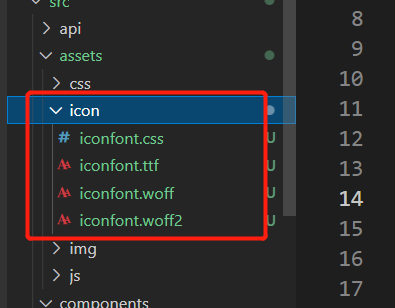 src
api
8
assets
9
css
10
icon
11
# iconfont.css U
12
iconfont.ttf U
13
iconfont.woff U
14
iconfont.woff2 U
15
img
16
js
17
components